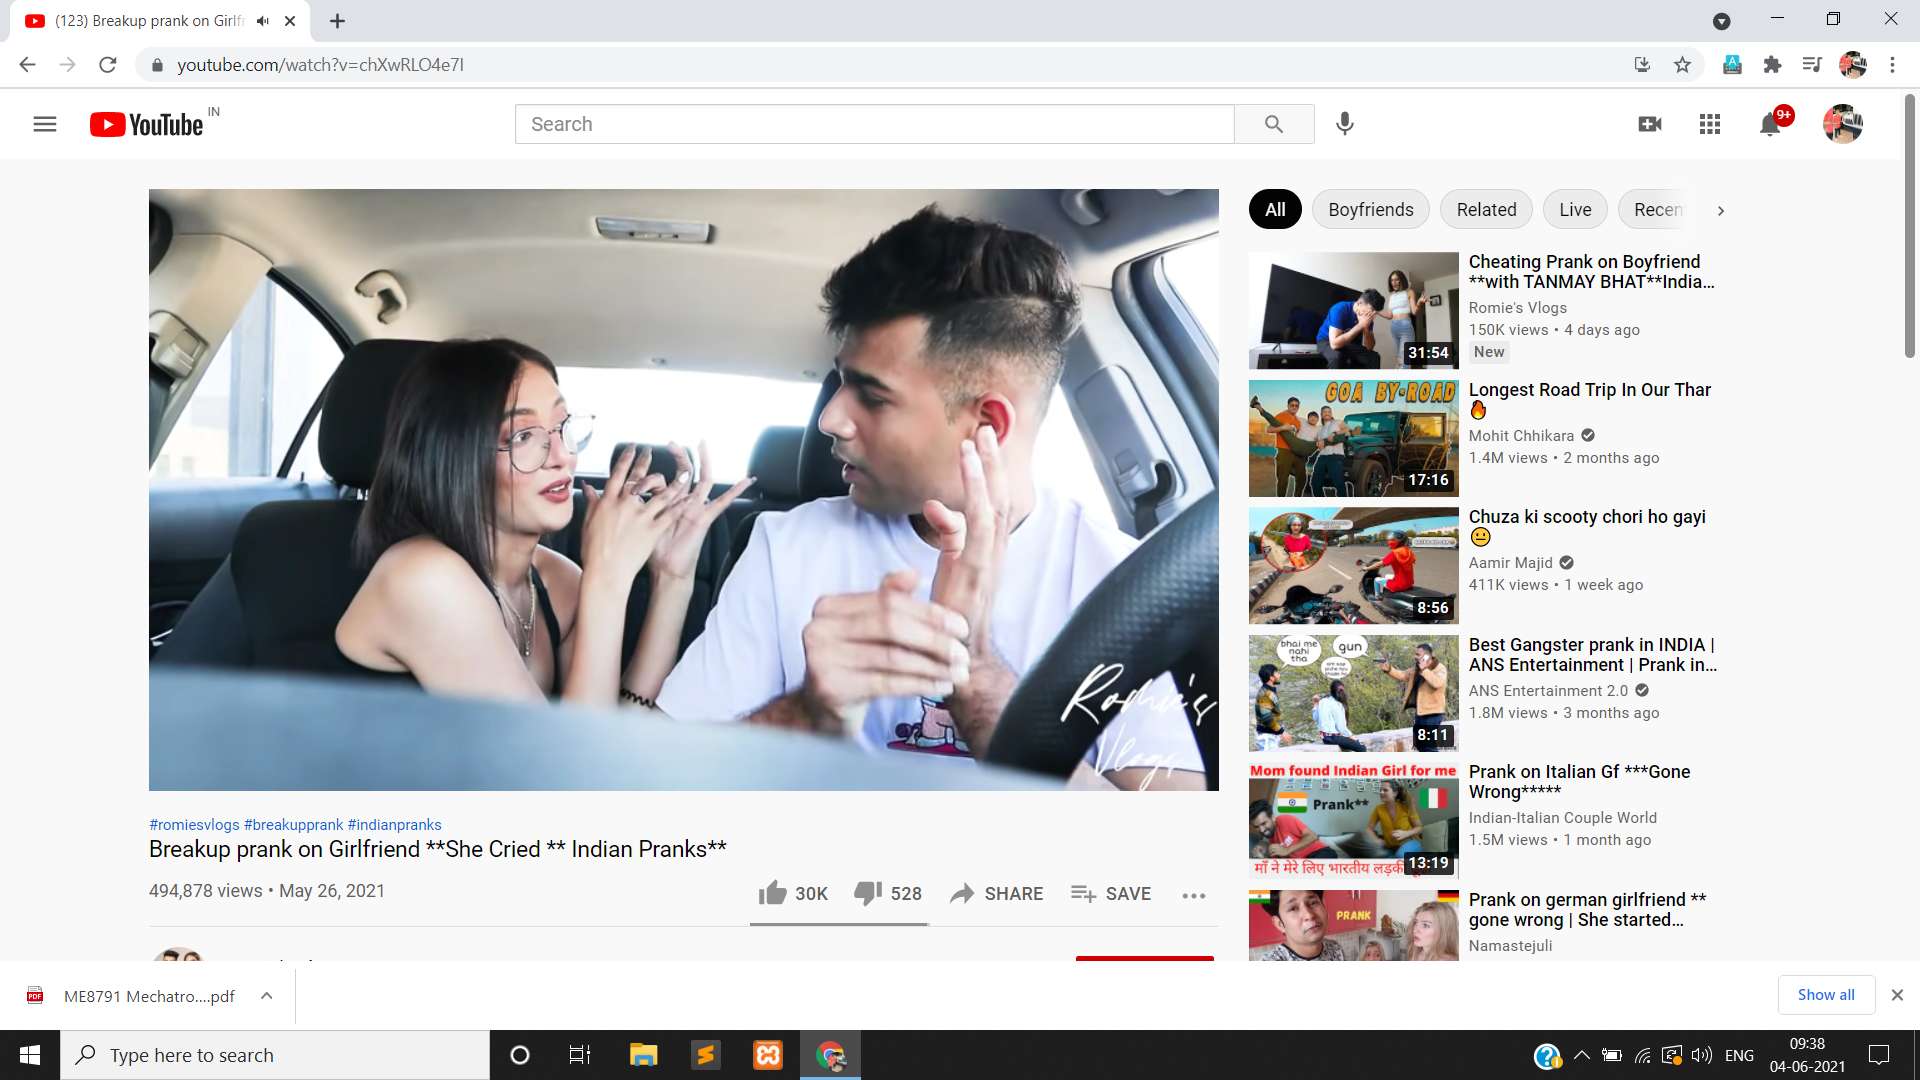 (123) Breakup prank on Girlf
youtube.com/watch?v=chXwRLO4e7I
YouTube IN
Search
9+
All
Boyfriends
Related
Live
Recen
Romie's
Vlogs
#romiesvlogs #breakupprank #indianpranks
Breakup prank on Girlfriend **She Cried ** Indian Pranks**
494,878 views • May 26, 2021
30K
528
SHARE
SAVE
31:54
Cheating Prank on Boyfriend
**with TANMAY BHAT**India...
Romie's Vlogs
150K views • 4 days ago
New
GOA BY-ROAD
17:16
Longest Road Trip In Our Thar
🔥
Mohit Chhikara
1.4M views • 2 months ago
8:56
Chuza ki scooty chori ho gayi
😐
Aamir Majid
411K views • 1 week ago
bhai me
nahi
tha
gun
8:11
Best Gangster prank in INDIA |
ANS Entertainment | Prank in...
ANS Entertainment 2.0
1.8M views • 3 months ago
Mom found Indian Girl for me
Prank**
माँ ने मेरे लिए भारतीय लड़की
13:19
Prank on Italian Gf ***Gone
Wrong*****
Indian-Italian Couple World
1.5M views • 1 month ago
PRANK
Prank on german girlfriend **
gone wrong | She started...
Namastejuli
PDF
ME8791 Mechatro....pdf
Show all
Type here to search
ENG
09:38
04-06-2021